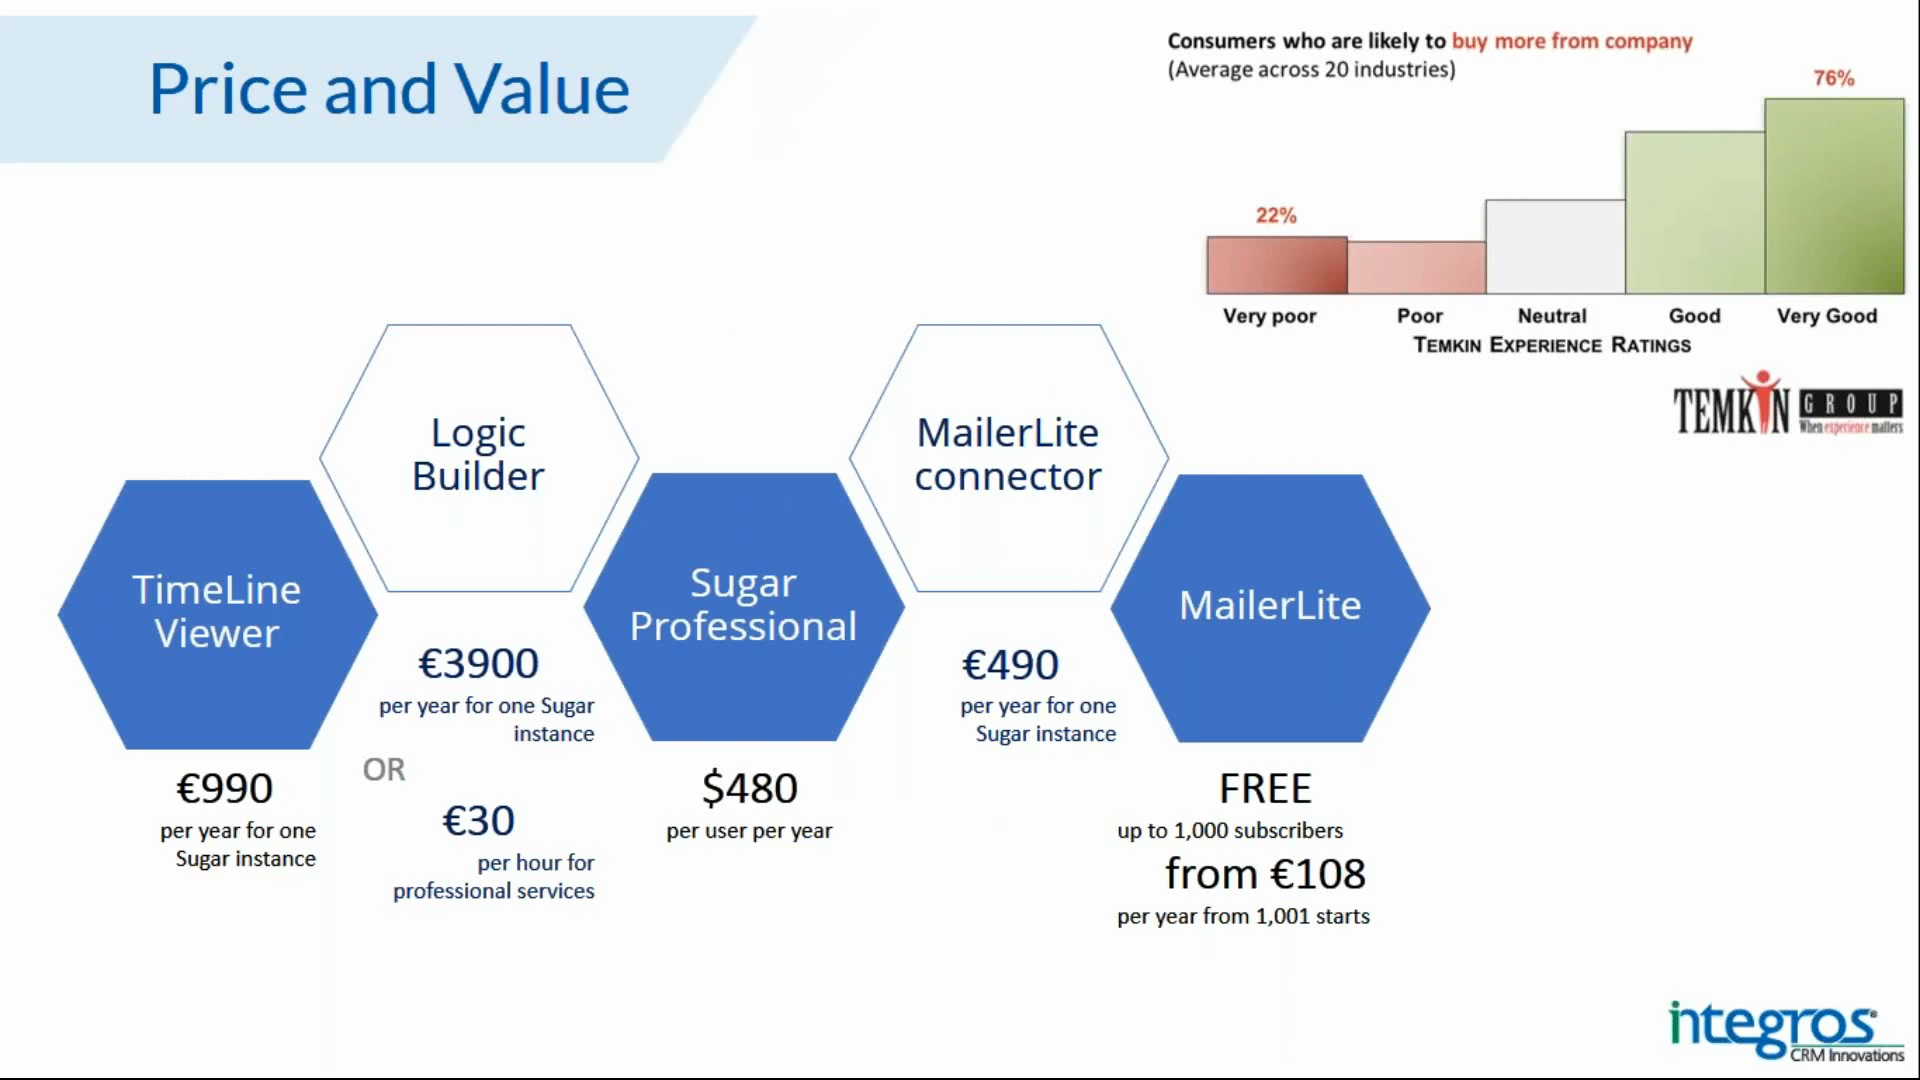 Price and Value
Consumers who are likely to buy more from company
(Average across 20 industries)
76%
22%
Very poor
Poor
Neutral
Good
Very Good
TEMKIN EXPERIENCE RATINGS
TEMKIN GROUP
When experience matters
Logic
Builder
MailerLite
connector
TimeLine
Viewer
Sugar
Professional
MailerLite
€3900
per year for one Sugar
instance
€490
per year for one
Sugar instance
OR
€990
per year for one
Sugar instance
€30
per hour for
professional services
$480
per user per year
FREE
up to 1,000 subscribers
from €108
per year from 1,001 starts
integros®
CRM Innovations